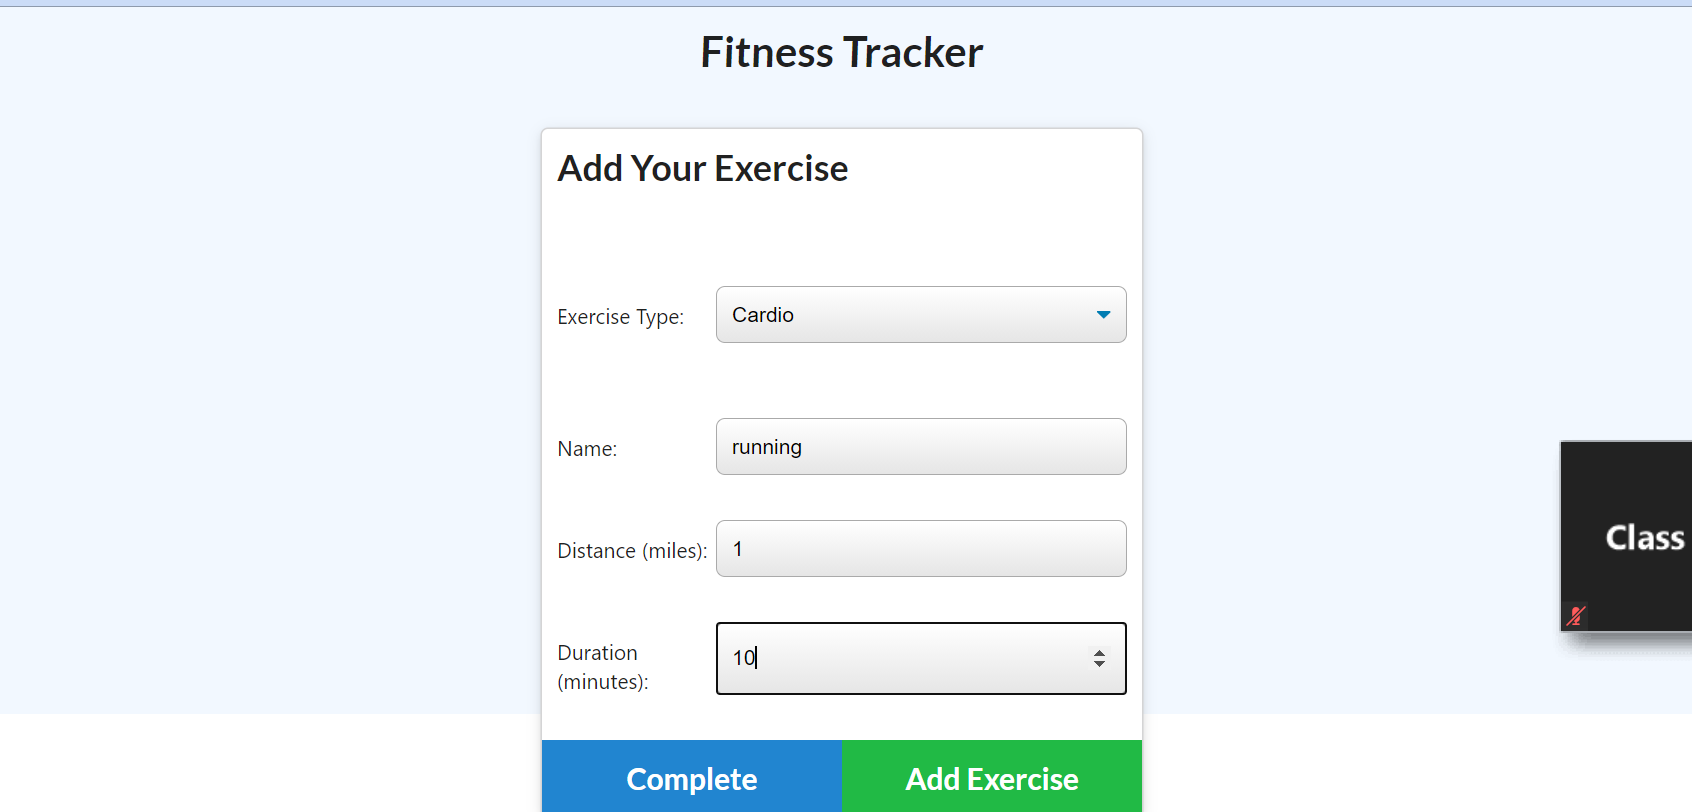 Fitness Tracker
Add Your Exercise
Exercise Type:
Cardio
Name:
running
Distance (miles):
1
Duration
(minutes):
10
Class
Complete
Add Exercise